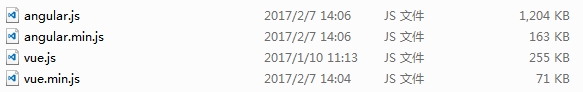 angular.js 2017/2/7 14:06 JS 文件 1,204 KB
angular.min.js 2017/2/7 14:06 JS 文件 163 KB
vue.js 2017/1/10 11:13 JS 文件 255 KB
vue.min.js 2017/2/7 14:04 JS 文件 71 KB